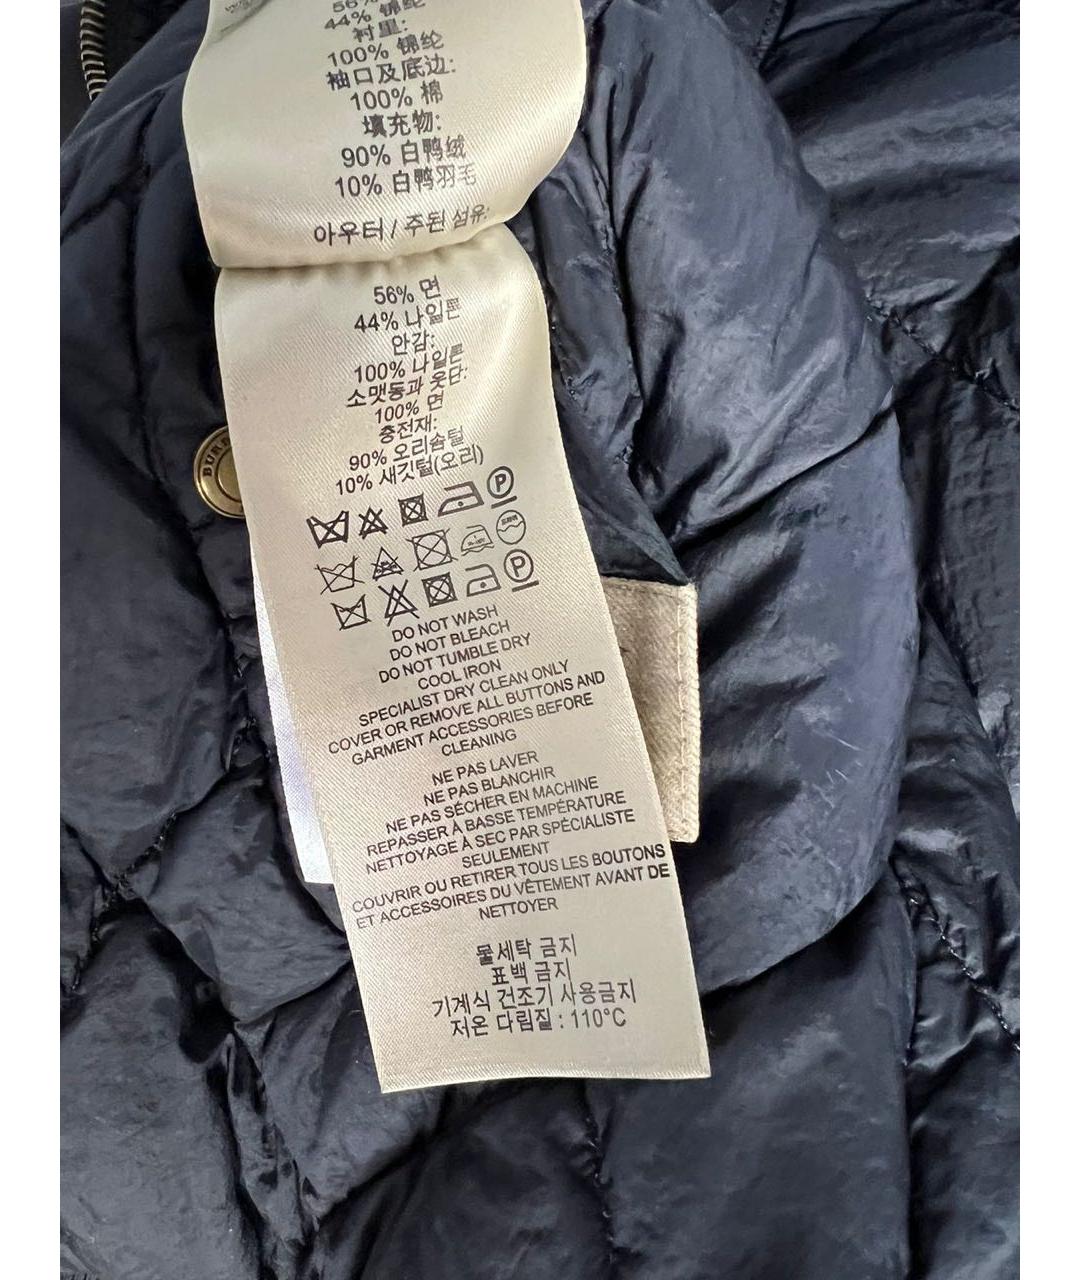 56%
44% 锦纶
衬里:
100% 锦纶
袖口及底边:
100% 棉
填充物:
90% 白鸭绒
10% 白鸭羽毛
아우터 / 주된 섬유:
56% 면
44% 나일론
안감:
100% 나일론
소맷동과 옷단:
100% 면
충전재:
90% 오리솜털
10% 새깃털(오리)
P
P
BUR
DO NOT WASH
DO NOT BLEACH
DO NOT TUMBLE DRY
COOL IRON
SPECIALIST DRY CLEAN ONLY
COVER OR REMOVE ALL BUTTONS AND
GARMENT ACCESSORIES BEFORE
CLEANING
NE PAS LAVER
NE PAS BLANCHIR
NE PAS SÉCHER EN MACHINE
REPASSER À BASSE TEMPÉRATURE
NETTOYAGE À SEC PAR SPÉCIALISTE
SEULEMENT
COUVRIR OU RETIRER TOUS LES BOUTONS
ET ACCESSOIRES DU VÊTEMENT AVANT DE
NETTOYER
물세탁 금지
표백 금지
기계식 건조기 사용금지
저온 다림질 : 110°C